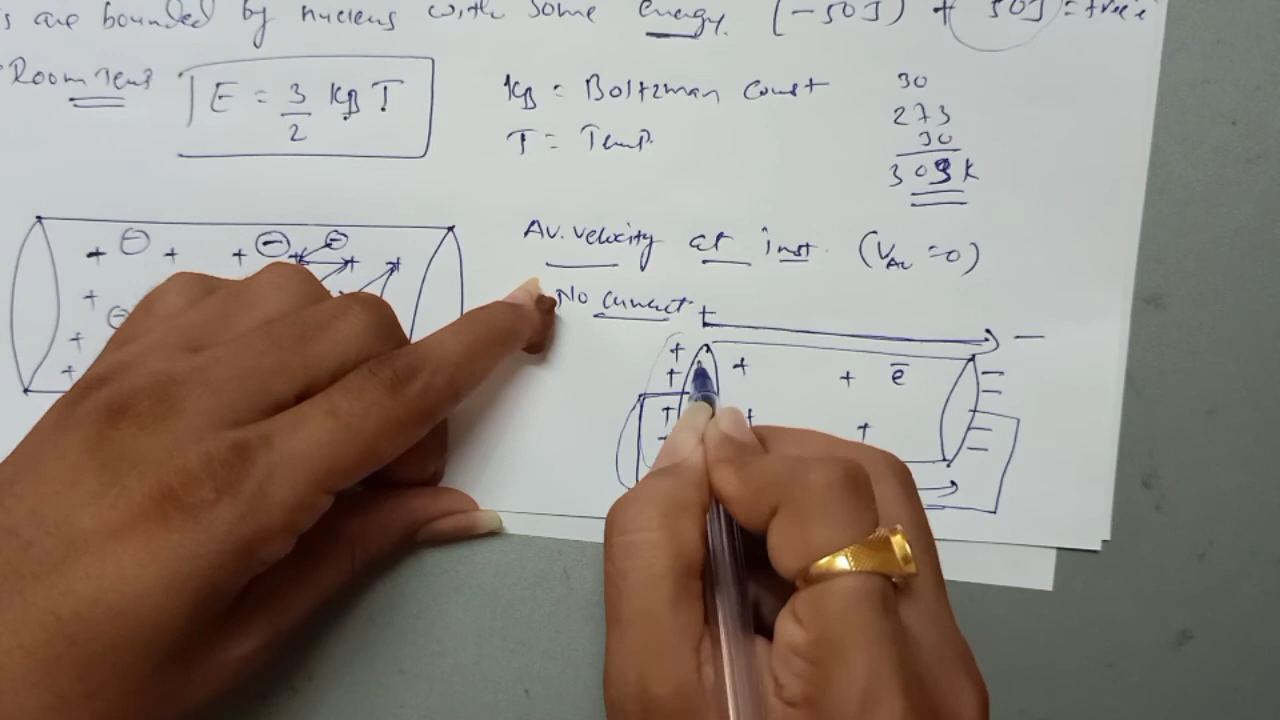 s are bounded by nucleus with some energy. (-50J) + 50J = free
Room Temp
E = 3/2 KB T
KB = Boltzman const
T = Temp.
30
273
30
303 K
Av. velocity at inst. (VAv = 0)
No current
+ -
+ ⊖ + + ⊖ ⊖ + + +
+ ⊖
+
+
+ + + ē
+
+ + +
+